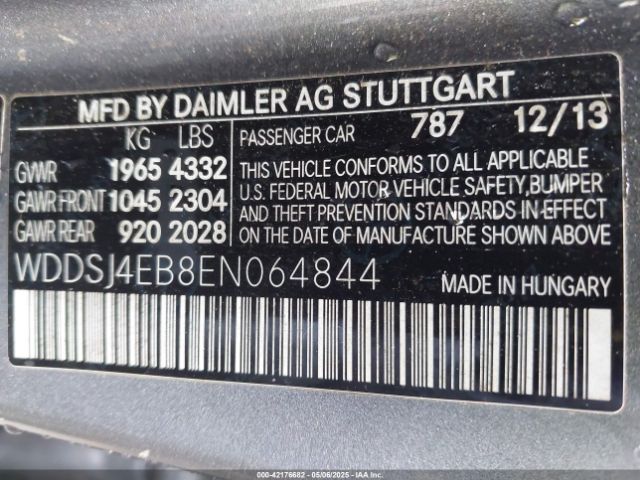 MFD BY DAIMLER AG STUTTGART
KG LBS
GVWR 1965 4332
GAWR FRONT 1045 2304
GAWR REAR 920 2028
PASSENGER CAR 787 12/13
THIS VEHICLE CONFORMS TO ALL APPLICABLE
U.S. FEDERAL MOTOR VEHICLE SAFETY,BUMPER
AND THEFT PREVENTION STANDARDS IN EFFECT
ON THE DATE OF MANUFACTURE SHOWN ABOVE
WDDSJ4EB8EN064844 MADE IN HUNGARY
000-42176682 - 05/06/2025 - IAAI.COM